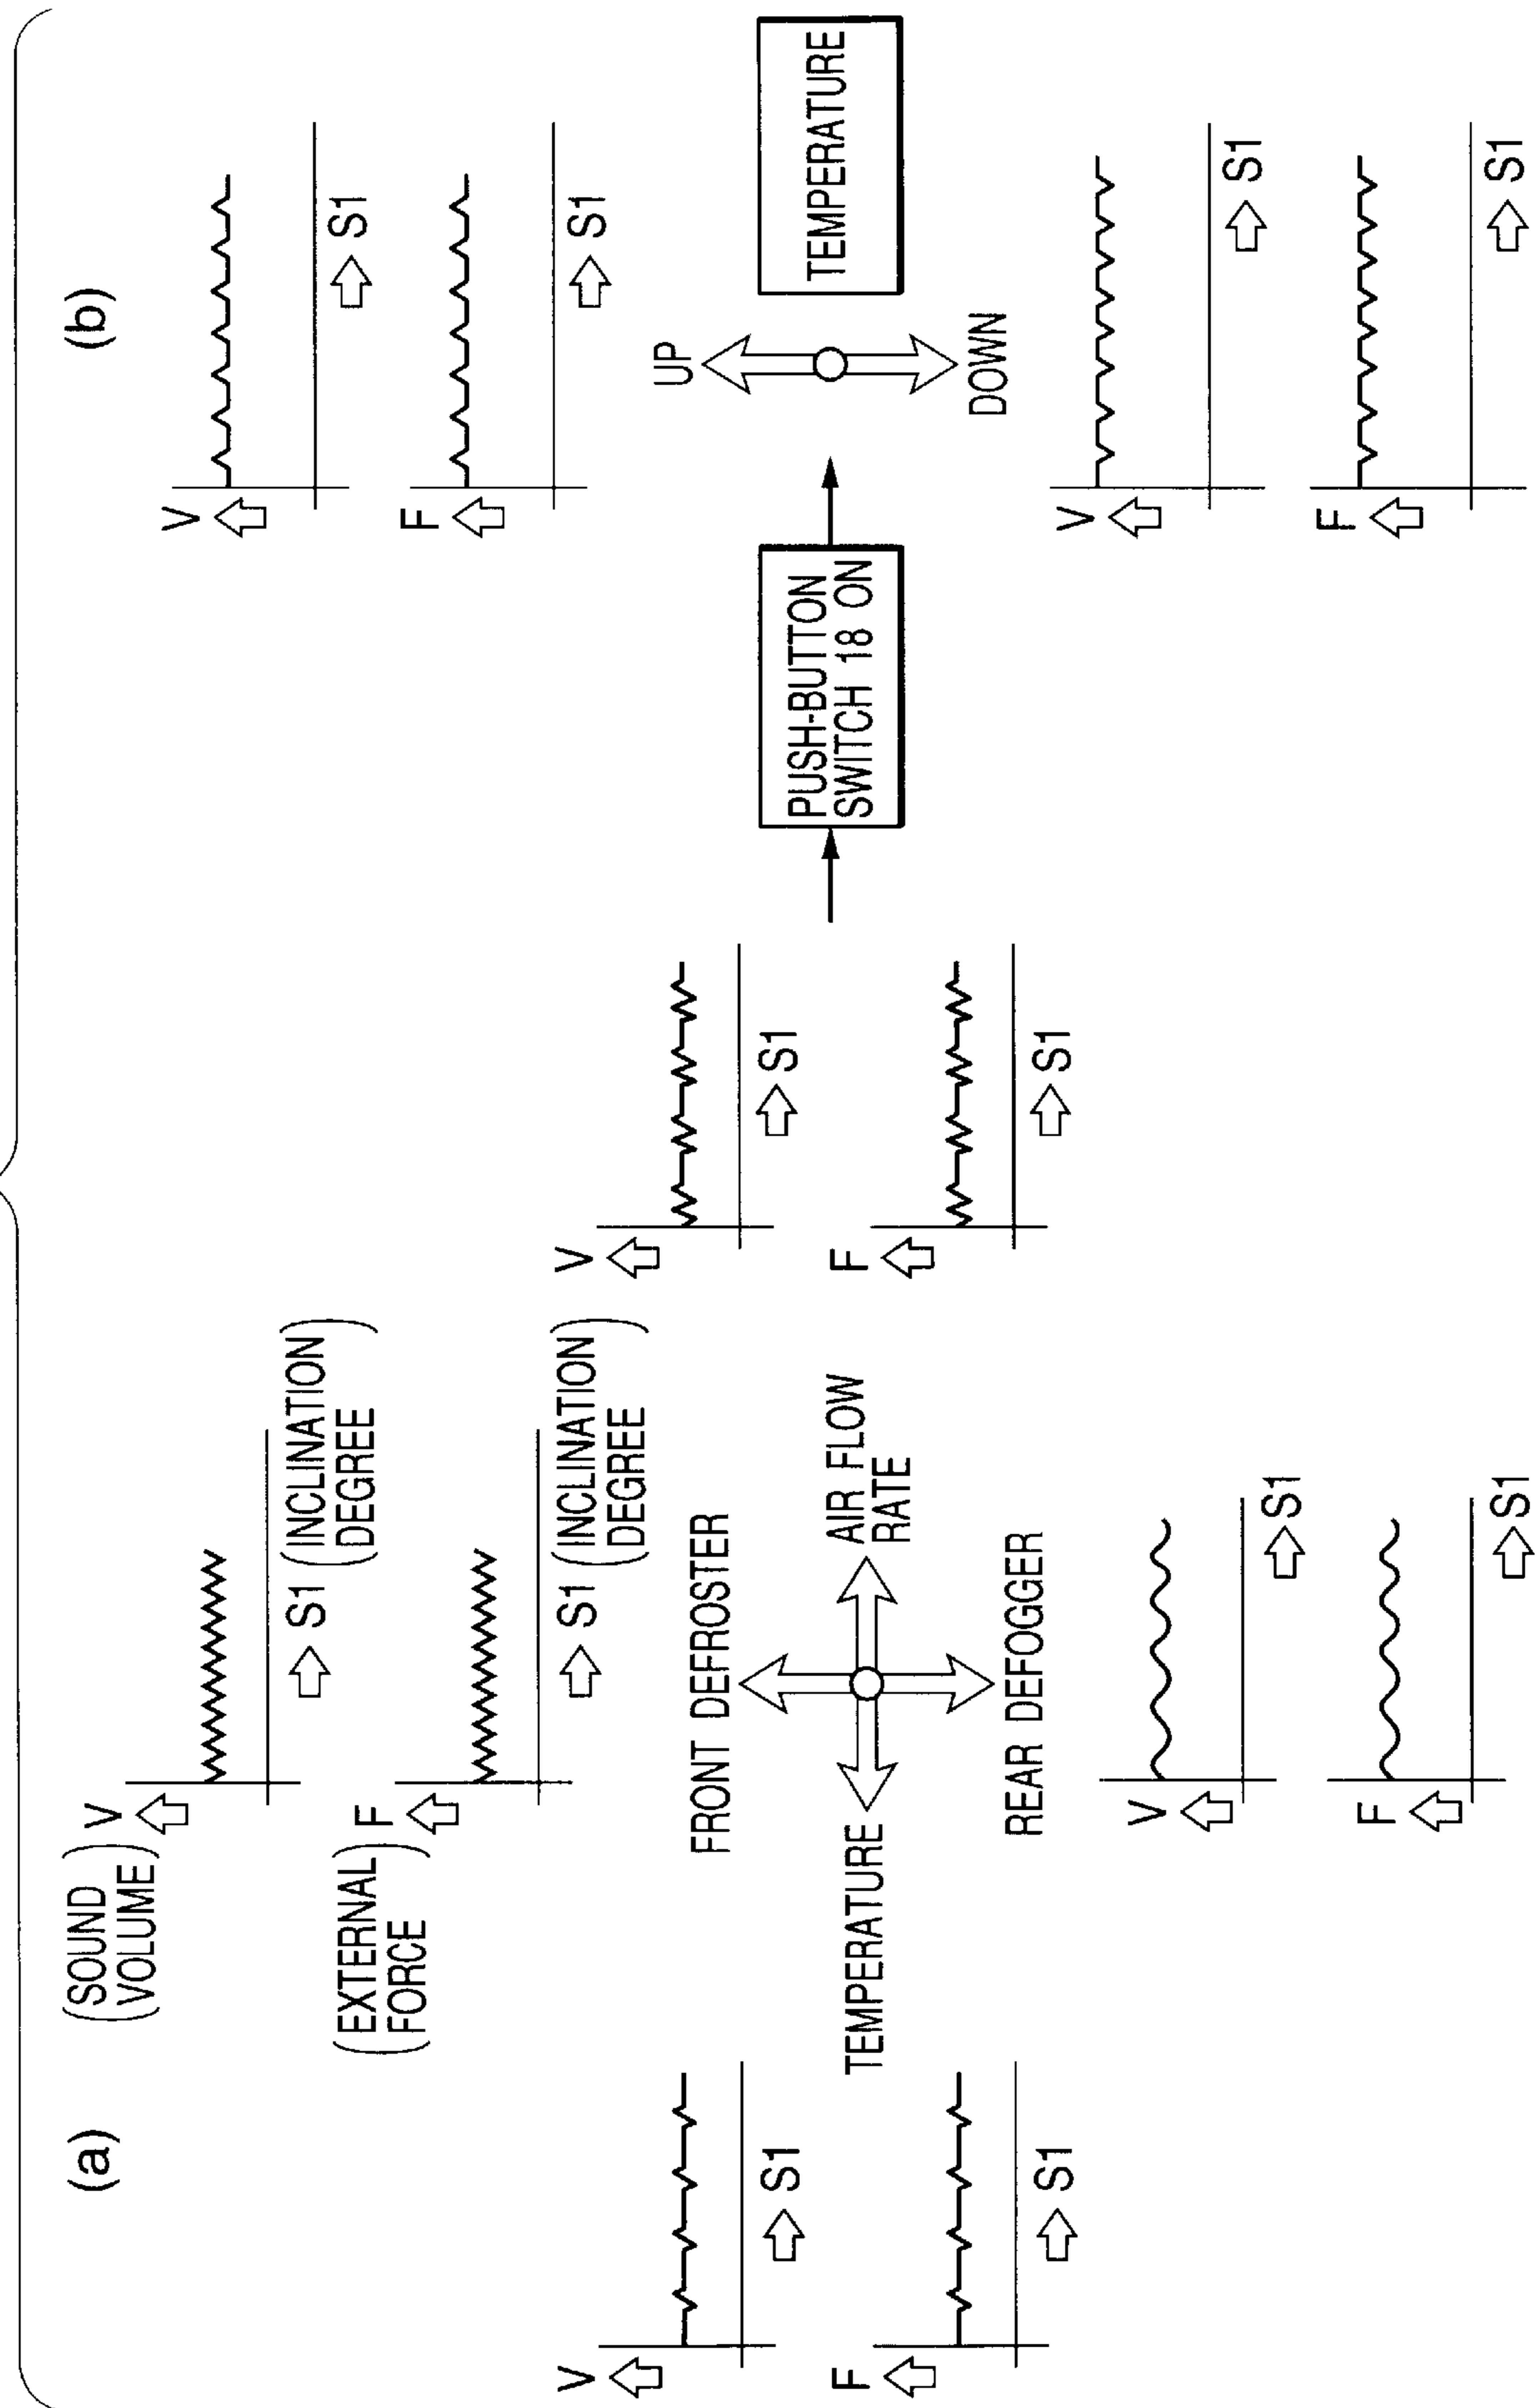 (a)
(SOUND
VOLUME)
V
S1 (INCLINATION
DEGREE)
(EXTERNAL
FORCE)
F
S1 (INCLINATION
DEGREE)
V
S1
F
S1
FRONT DEFROSTER
TEMPERATURE
AIR FLOW
RATE
REAR DEFOGGER
V
S1
F
S1
V
S1
F
S1
PUSH-BUTTON
SWITCH 18 ON
(b)
V
S1
F
S1
UP
DOWN
TEMPERATURE
V
S1
F
S1